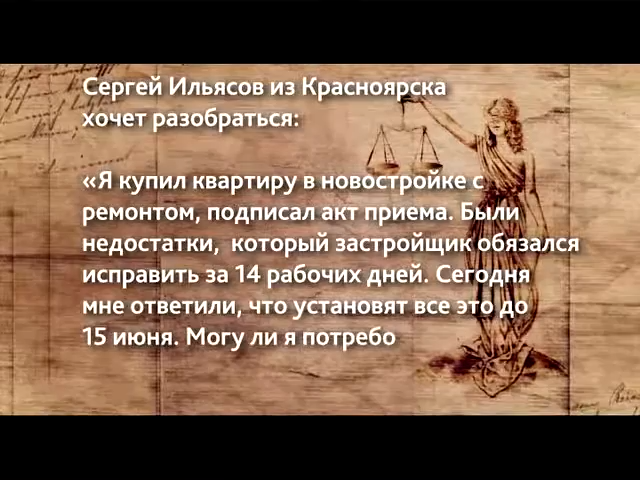 Сергей Ильясов из Красноярска
хочет разобраться:
«Я купил квартиру в новостройке с
ремонтом, подписал акт приема. Были
недостатки, который застройщик обязался
исправить за 14 рабочих дней. Сегодня
мне ответили, что установят все это до
15 июня. Могу ли я потребо